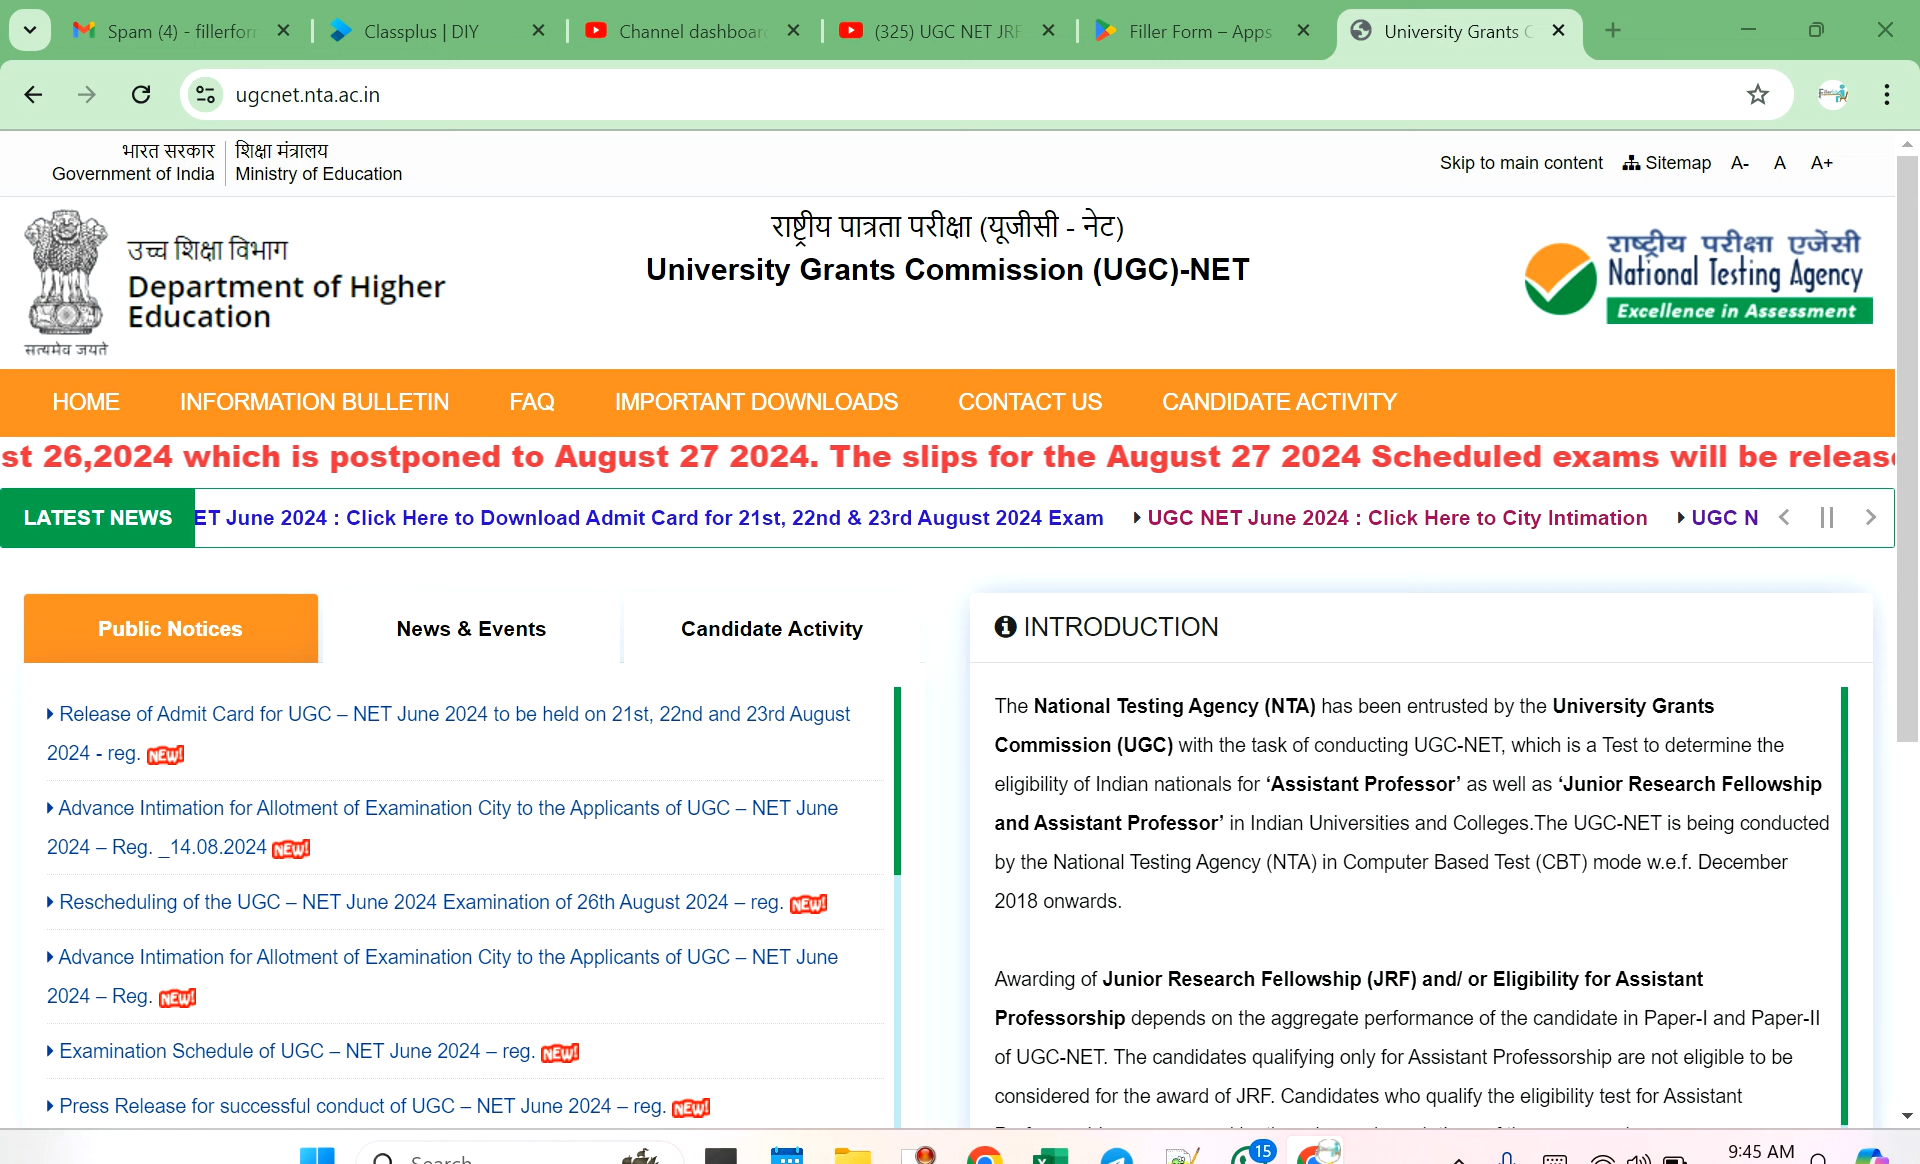 Spam (4) - fillerfor
Classplus | DIY
Channel dashboar
(325) UGC NET JRF
Filler Form – Apps
University Grants C
ugcnet.nta.ac.in
भारत सरकार
शिक्षा मंत्रालय
Government of India
Ministry of Education
Skip to main content
Sitemap
A-
A
A+
राष्ट्रीय पात्रता परीक्षा (यूजीसी - नेट)
University Grants Commission (UGC)-NET
उच्च शिक्षा विभाग
Department of Higher
Education
सत्यमेव जयते
राष्ट्रीय परीक्षा एजेंसी
National Testing Agency
Excellence in Assessment
HOME
INFORMATION BULLETIN
FAQ
IMPORTANT DOWNLOADS
CONTACT US
CANDIDATE ACTIVITY
st 26,2024 which is postponed to August 27 2024. The slips for the August 27 2024 Scheduled exams will be releas
LATEST NEWS
ET June 2024 : Click Here to Download Admit Card for 21st, 22nd & 23rd August 2024 Exam
UGC NET June 2024 : Click Here to City Intimation
UGC N
Public Notices
News & Events
Candidate Activity
Release of Admit Card for UGC – NET June 2024 to be held on 21st, 22nd and 23rd August
2024 - reg. NEW!
Advance Intimation for Allotment of Examination City to the Applicants of UGC – NET June
2024 – Reg. _14.08.2024 NEW!
Rescheduling of the UGC – NET June 2024 Examination of 26th August 2024 – reg. NEW!
Advance Intimation for Allotment of Examination City to the Applicants of UGC – NET June
2024 – Reg. NEW!
Examination Schedule of UGC – NET June 2024 – reg. NEW!
Press Release for successful conduct of UGC – NET June 2024 – reg. NEW!
INTRODUCTION
The National Testing Agency (NTA) has been entrusted by the University Grants
Commission (UGC) with the task of conducting UGC-NET, which is a Test to determine the
eligibility of Indian nationals for ‘Assistant Professor’ as well as ‘Junior Research Fellowship
and Assistant Professor’ in Indian Universities and Colleges.The UGC-NET is being conducted
by the National Testing Agency (NTA) in Computer Based Test (CBT) mode w.e.f. December
2018 onwards.
Awarding of Junior Research Fellowship (JRF) and/ or Eligibility for Assistant
Professorship depends on the aggregate performance of the candidate in Paper-I and Paper-II
of UGC-NET. The candidates qualifying only for Assistant Professorship are not eligible to be
considered for the award of JRF. Candidates who qualify the eligibility test for Assistant
Search
15
9:45 AM